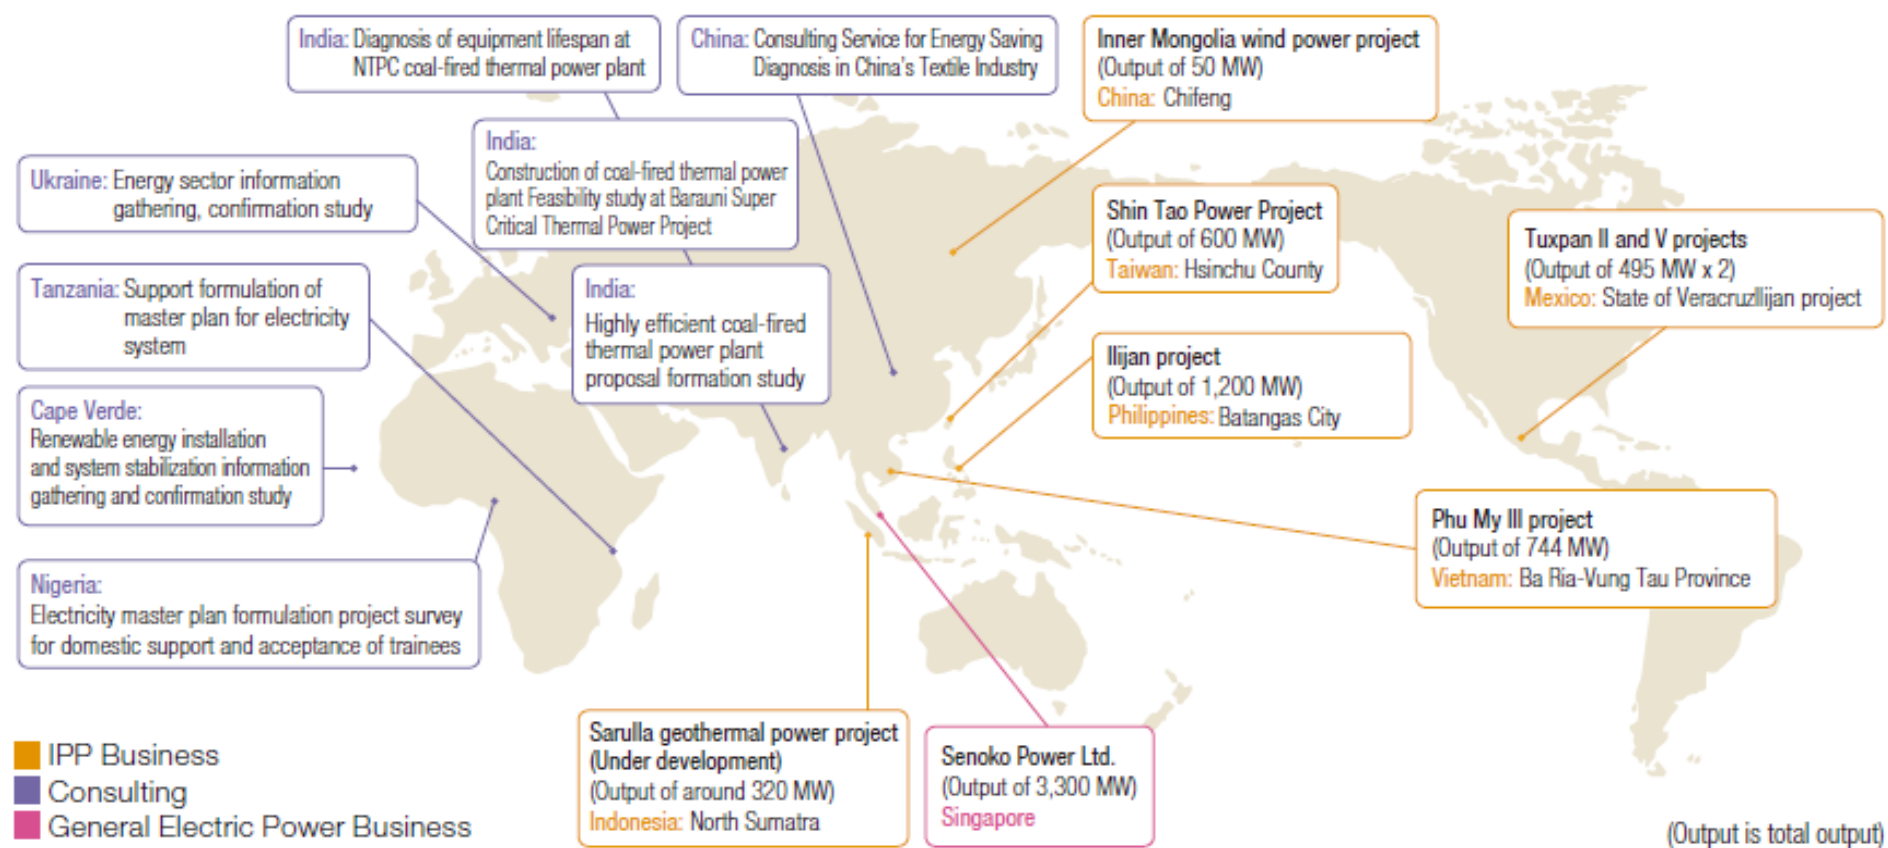 India: Diagnosis of equipment lifespan at
NTPC coal-fired thermal power plant
China: Consulting Service for Energy Saving
Diagnosis in China's Textile Industry
Inner Mongolia wind power project
(Output of 50 MW)
China: Chifeng
India:
Construction of coal-fired thermal power
plant Feasibility study at Barauni Super
Critical Thermal Power Project
Ukraine: Energy sector information
gathering, confirmation study
Shin Tao Power Project
(Output of 600 MW)
Taiwan: Hsinchu County
Tuxpan II and V projects
(Output of 495 MW x 2)
Mexico: State of VeracruzIlijan project
Tanzania: Support formulation of
master plan for electricity
system
India:
Highly efficient coal-fired
thermal power plant
proposal formation study
Ilijan project
(Output of 1,200 MW)
Philippines: Batangas City
Cape Verde:
Renewable energy installation
and system stabilization information
gathering and confirmation study
Phu My III project
(Output of 744 MW)
Vietnam: Ba Ria-Vung Tau Province
Nigeria:
Electricity master plan formulation project survey
for domestic support and acceptance of trainees
Sarulla geothermal power project
(Under development)
(Output of around 320 MW)
Indonesia: North Sumatra
Senoko Power Ltd.
(Output of 3,300 MW)
Singapore
IPP Business
Consulting
General Electric Power Business
(Output is total output)